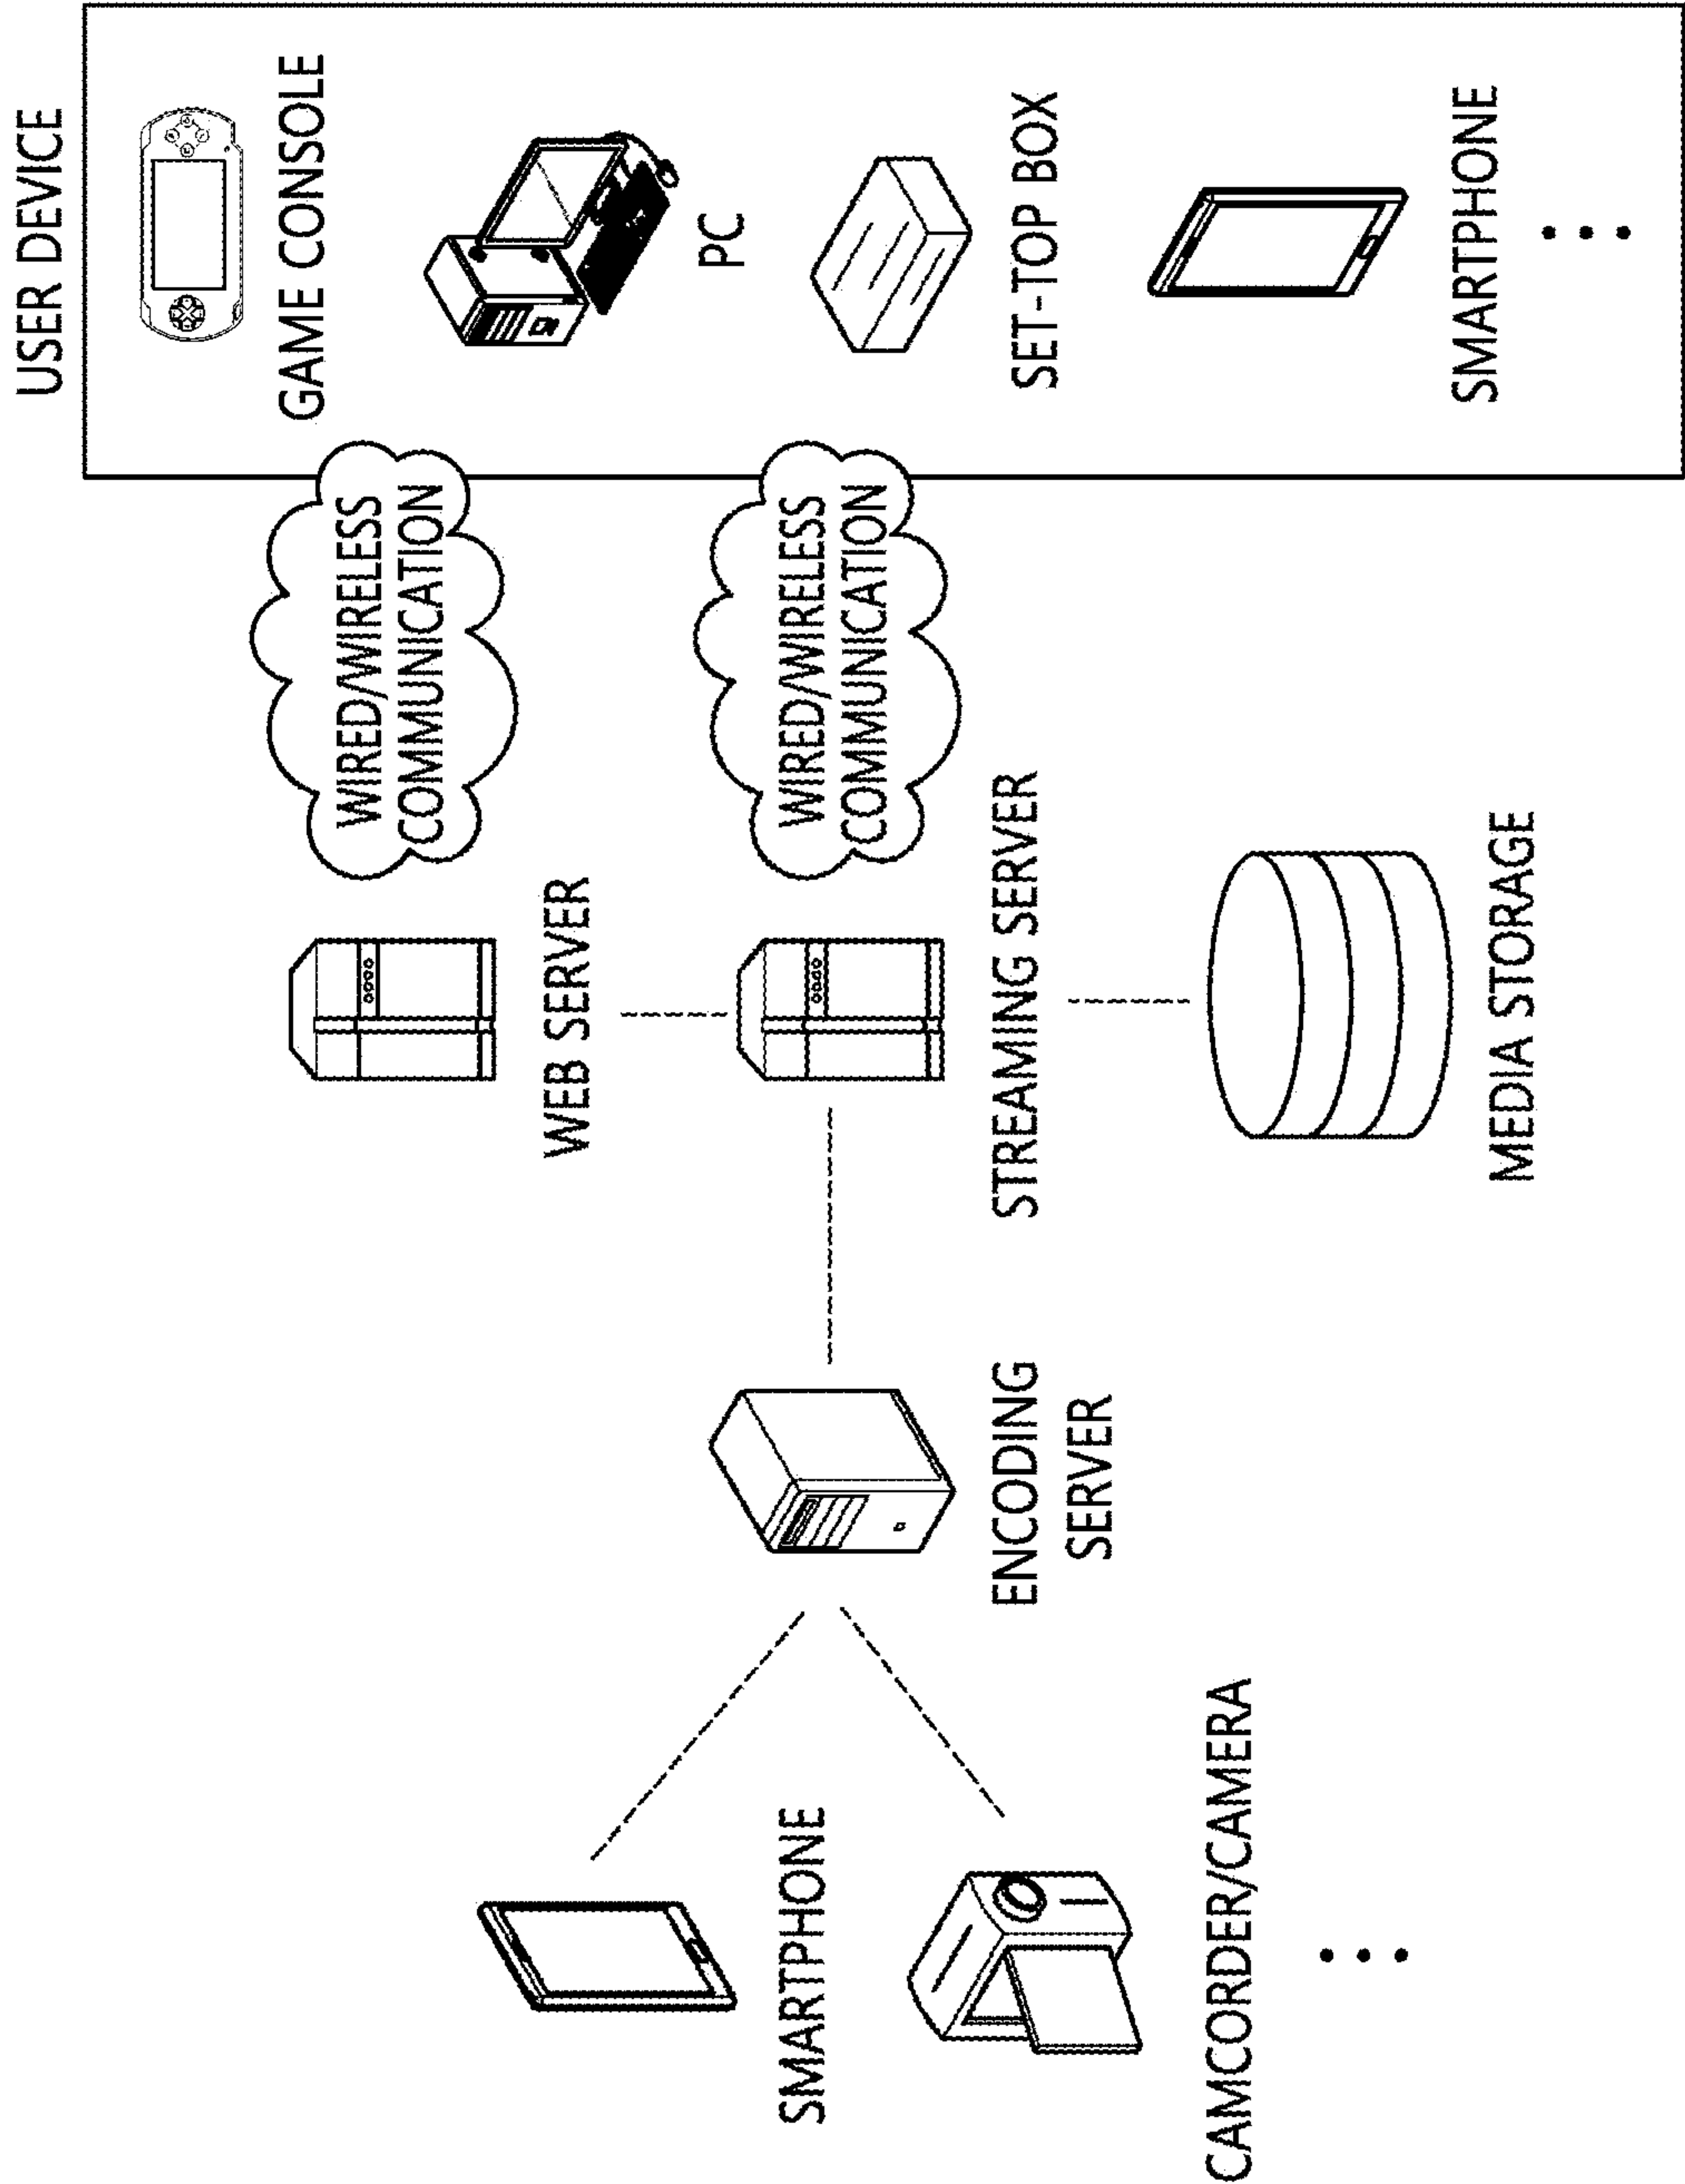 USER DEVICE
GAME CONSOLE
PC
SET-TOP BOX
SMARTPHONE
WIRED/WIRELESS
COMMUNICATION
WIRED/WIRELESS
COMMUNICATION
WEB SERVER
STREAMING SERVER
MEDIA STORAGE
ENCODING
SERVER
SMARTPHONE
CAMCORDER/CAMERA